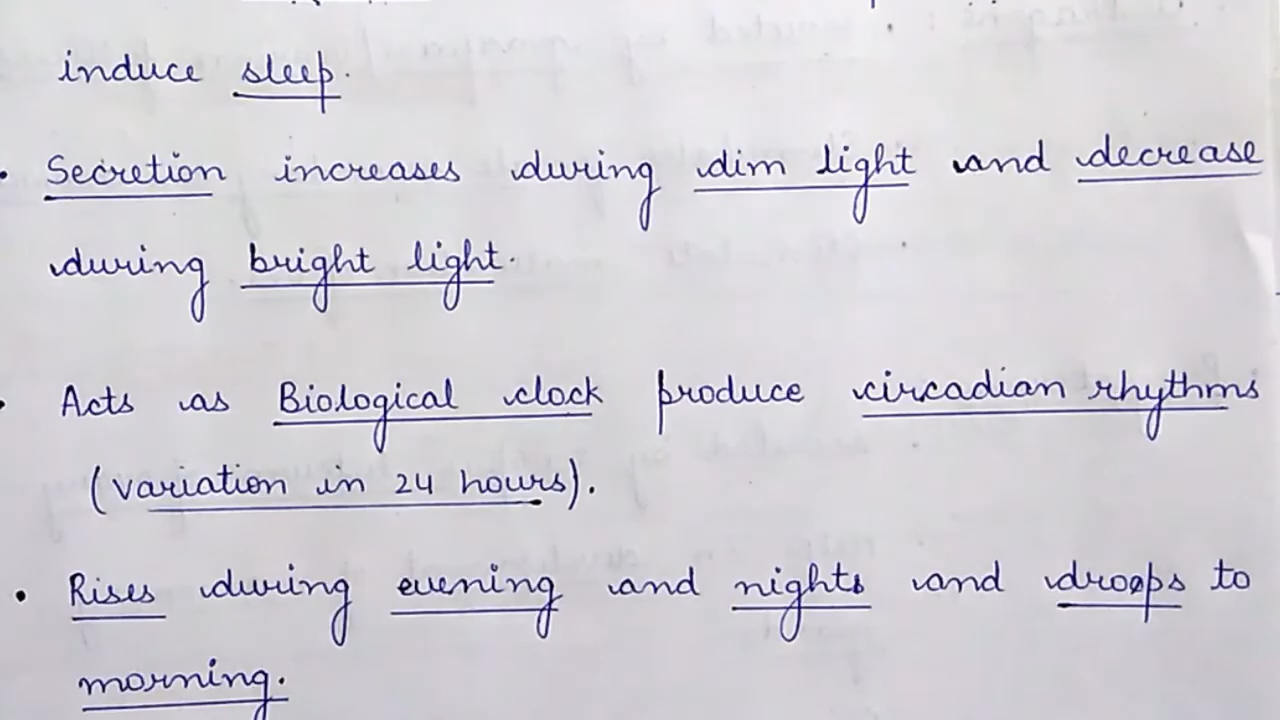 induce sleep.
• Secretion increases during dim light and decrease
during bright light.
• Acts as Biological clock produce circadian rhythms
(variation in 24 hours).
• Rises during evening and nights and droops to
morning.